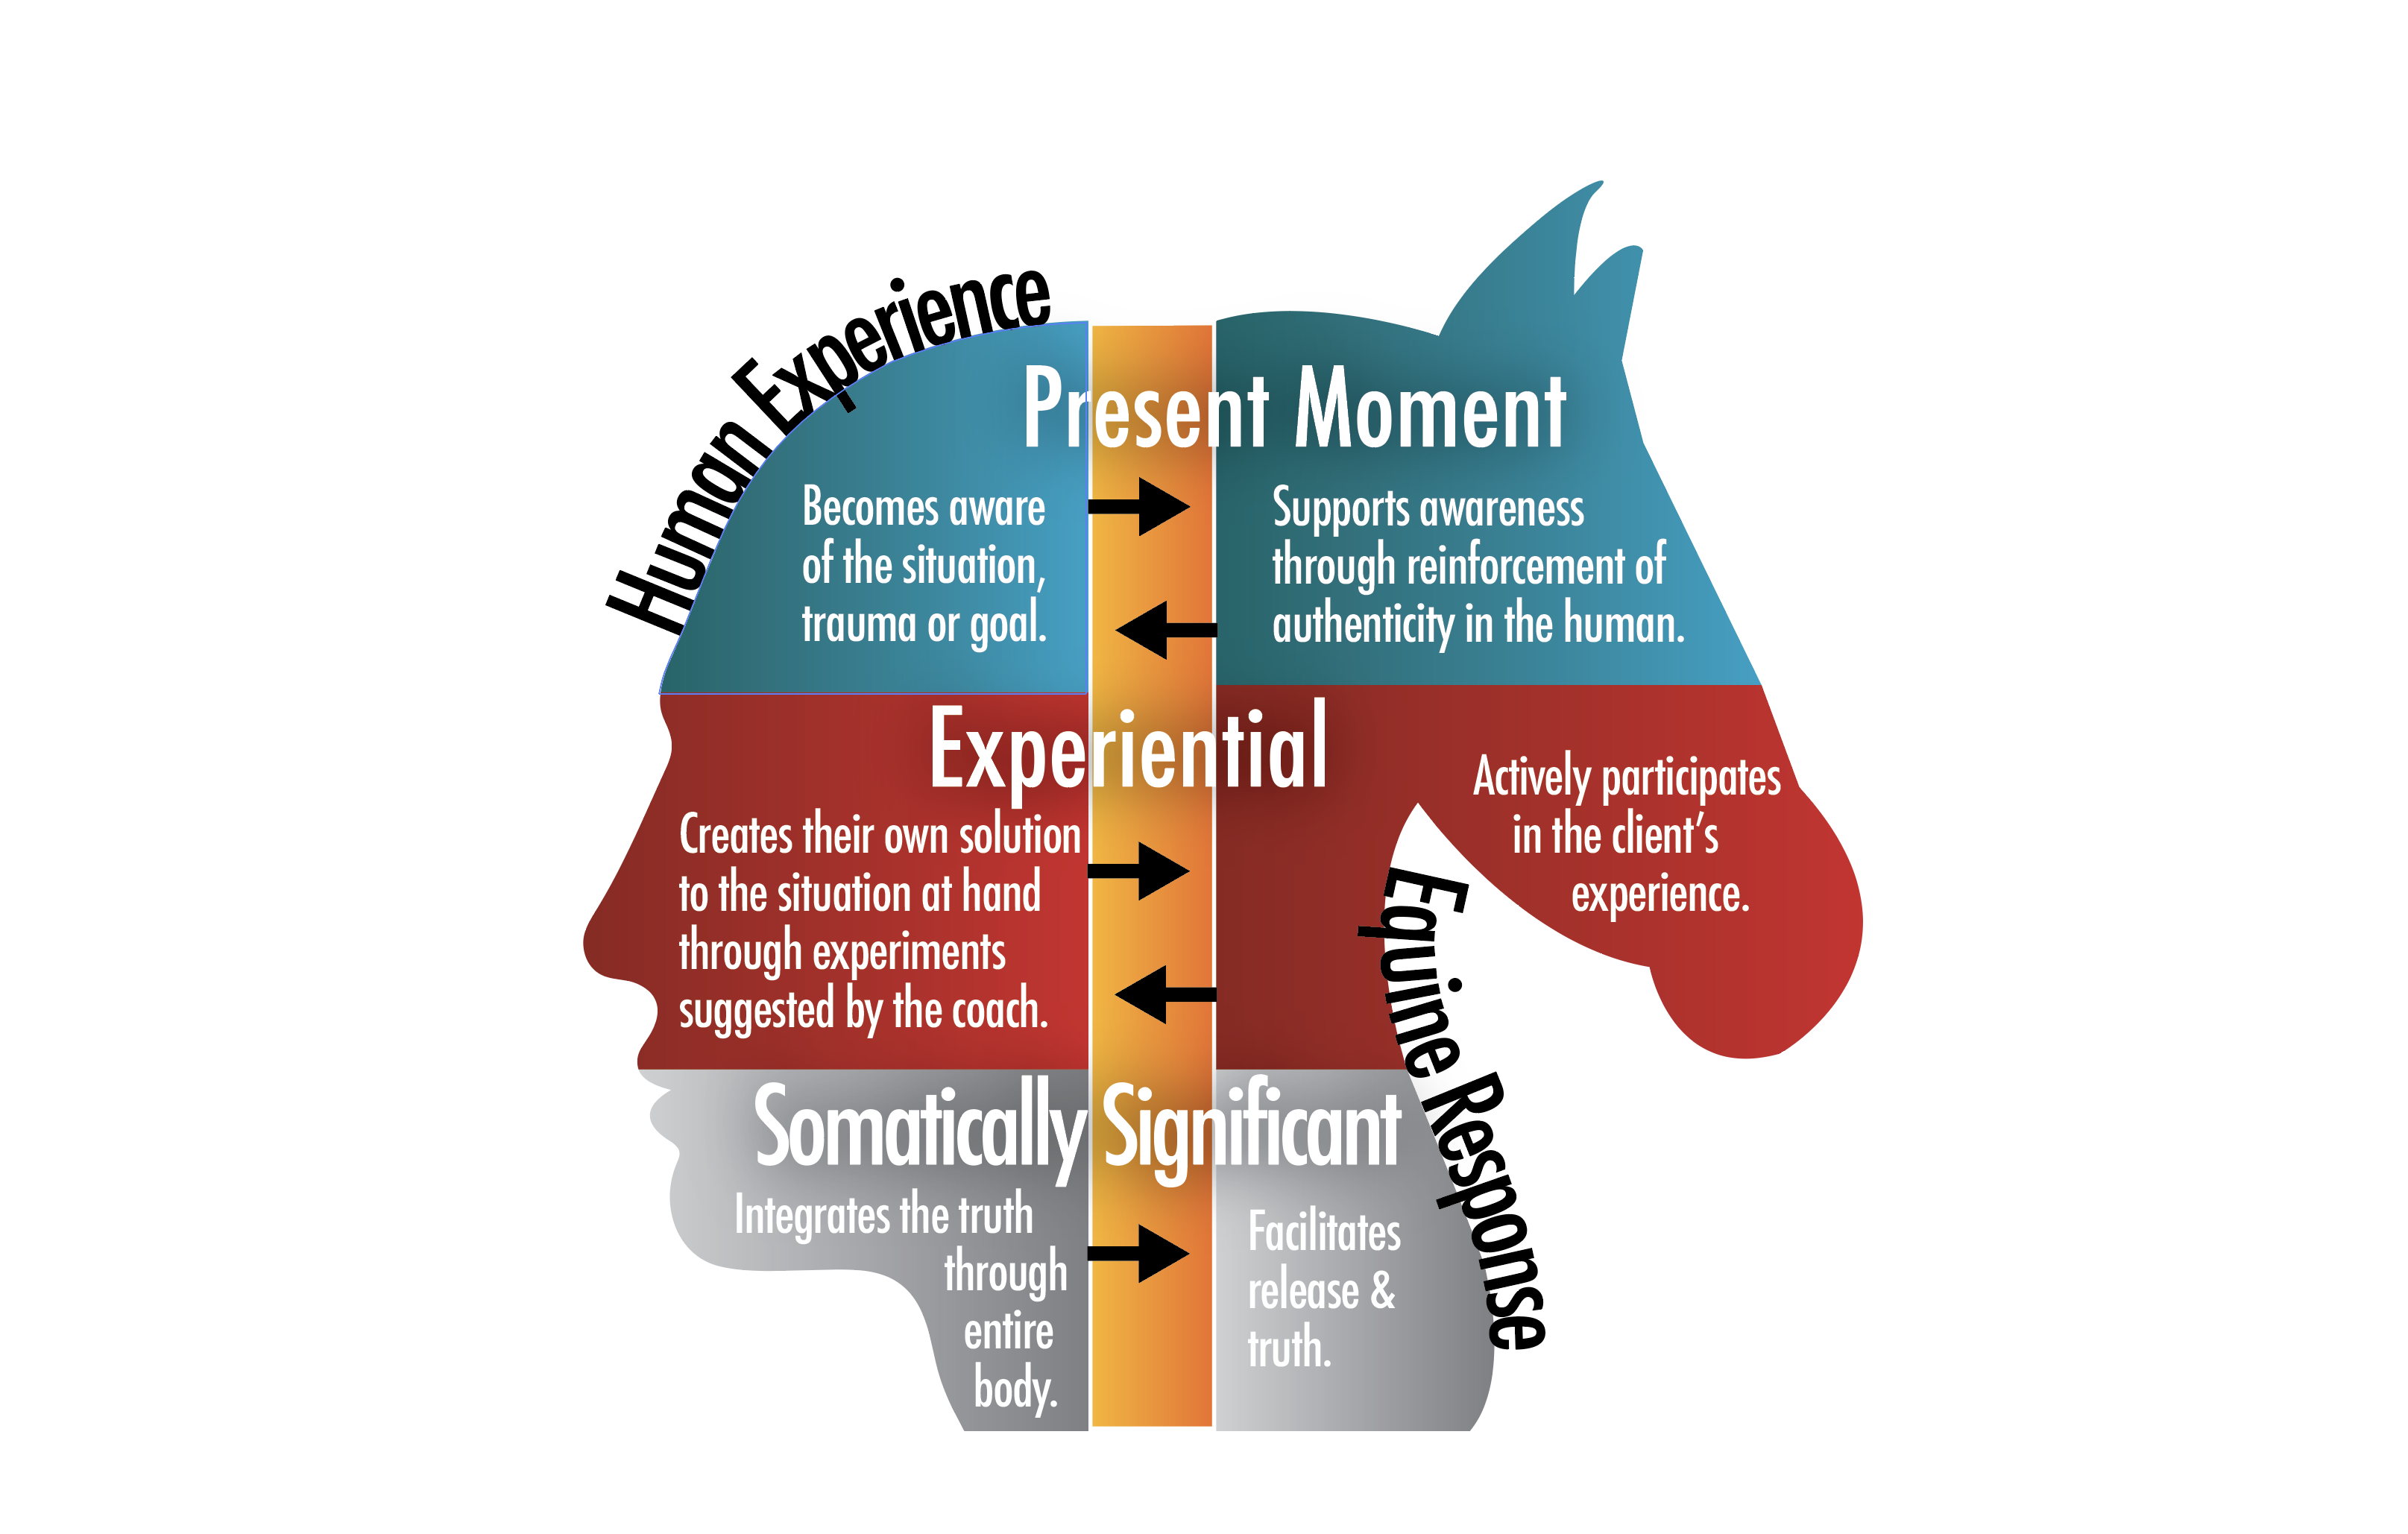 Human Experience
Present Moment
Becomes aware
of the situation,
trauma or goal.
Supports awareness
through reinforcement of
authenticity in the human.
Experiential
Creates their own solution
to the situation at hand
through experiments
suggested by the coach.
Actively participates
in the client's
experience.
Equine Response
Somatically Significant
Integrates the truth
through
entire
body.
Facilitates
release &
truth.